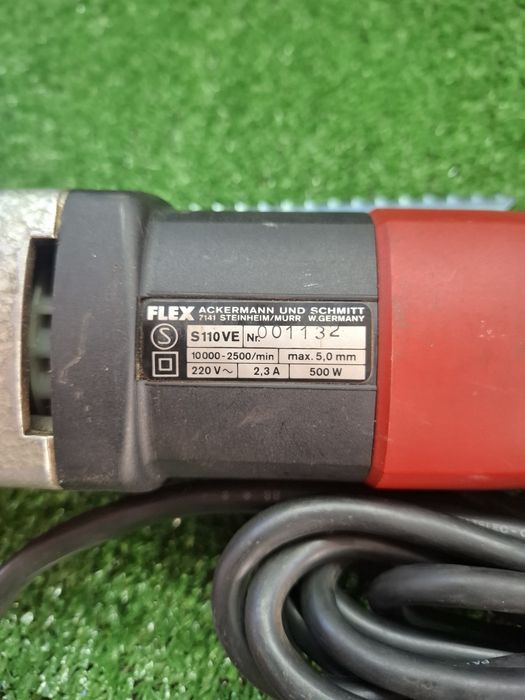 FLEX ACKERMANN UND SCHMITT
7141 STEINHEIM/MURR W.GERMANY
S S110VE Nr. 001132
10000-2500/min max. 5,0 mm
220 V~ 2,3 A 500 W